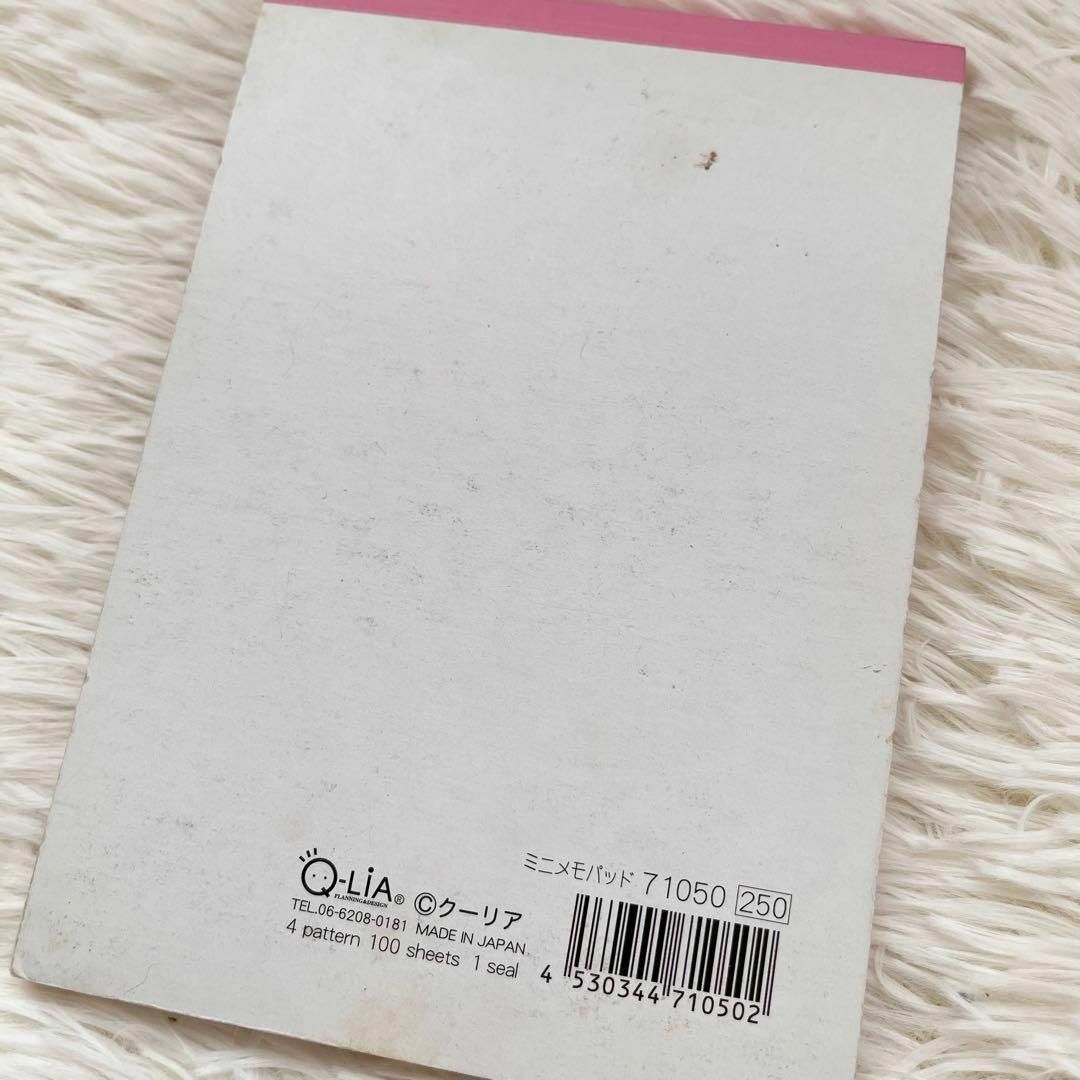 ミニメモパッド 71050 250
Q-LiA® ©クーリア
PLANNING&DESIGN
TEL.06-6208-0181 MADE IN JAPAN
4 pattern 100 sheets 1 seal
4 530344 710502